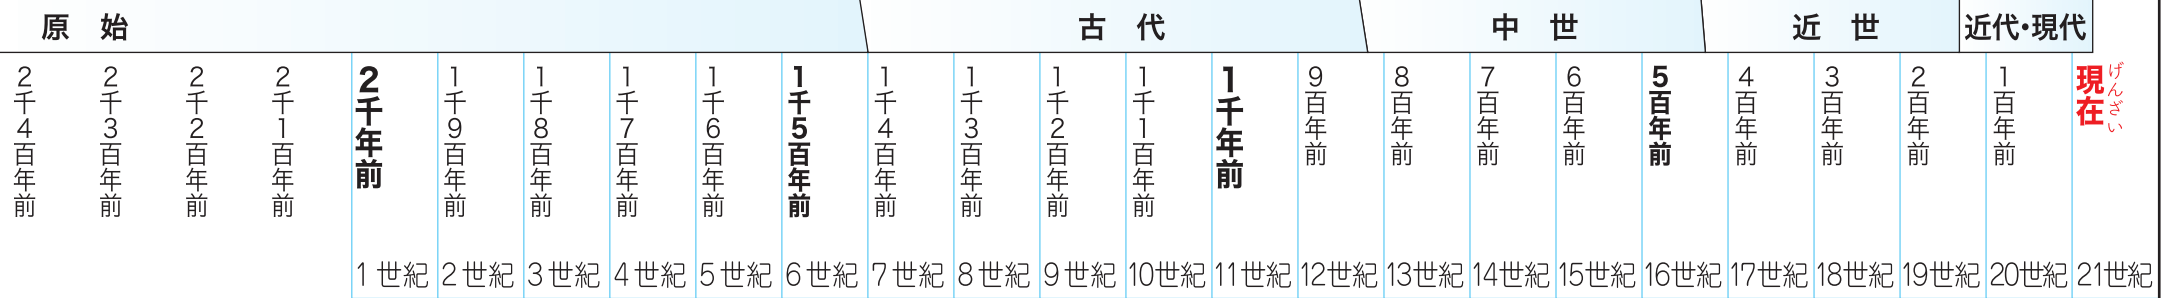 原始
古代
中世
近世
近代・現代
2千4百年前
2千3百年前
2千2百年前
2千1百年前
2千年前
1千9百年前
1千8百年前
1千7百年前
1千6百年前
1千5百年前
1千4百年前
1千3百年前
1千2百年前
1千1百年前
1千年前
9百年前
8百年前
7百年前
6百年前
5百年前
4百年前
3百年前
2百年前
1百年前
現在
げんざい
1世紀
2世紀
3世紀
4世紀
5世紀
6世紀
7世紀
8世紀
9世紀
10世紀
11世紀
12世紀
13世紀
14世紀
15世紀
16世紀
17世紀
18世紀
19世紀
20世紀
21世紀